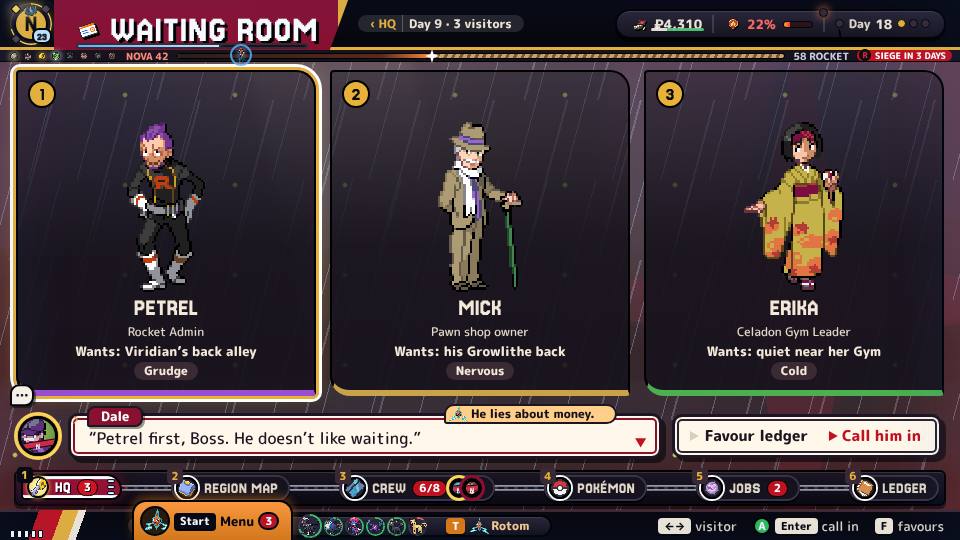 N
23
WAITING ROOM
‹ HQ | Day 9 · 3 visitors
₽4,310
22%
Day 18
NOVA 42
58 ROCKET
R SIEGE IN 3 DAYS
1
PETREL
Rocket Admin
Wants: Viridian’s back alley
Grudge
2
MICK
Pawn shop owner
Wants: his Growlithe back
Nervous
3
ERIKA
Celadon Gym Leader
Wants: quiet near her Gym
Cold
...
Dale
He lies about money.
“Petrel first, Boss. He doesn’t like waiting.”
Favour ledger
Call him in
1 HQ 3
2 REGION MAP
3 CREW 6/8
4 POKÉMON
5 JOBS 2
6 LEDGER
Start Menu 3
T Rotom
←→ visitor
A Enter call in
F favours